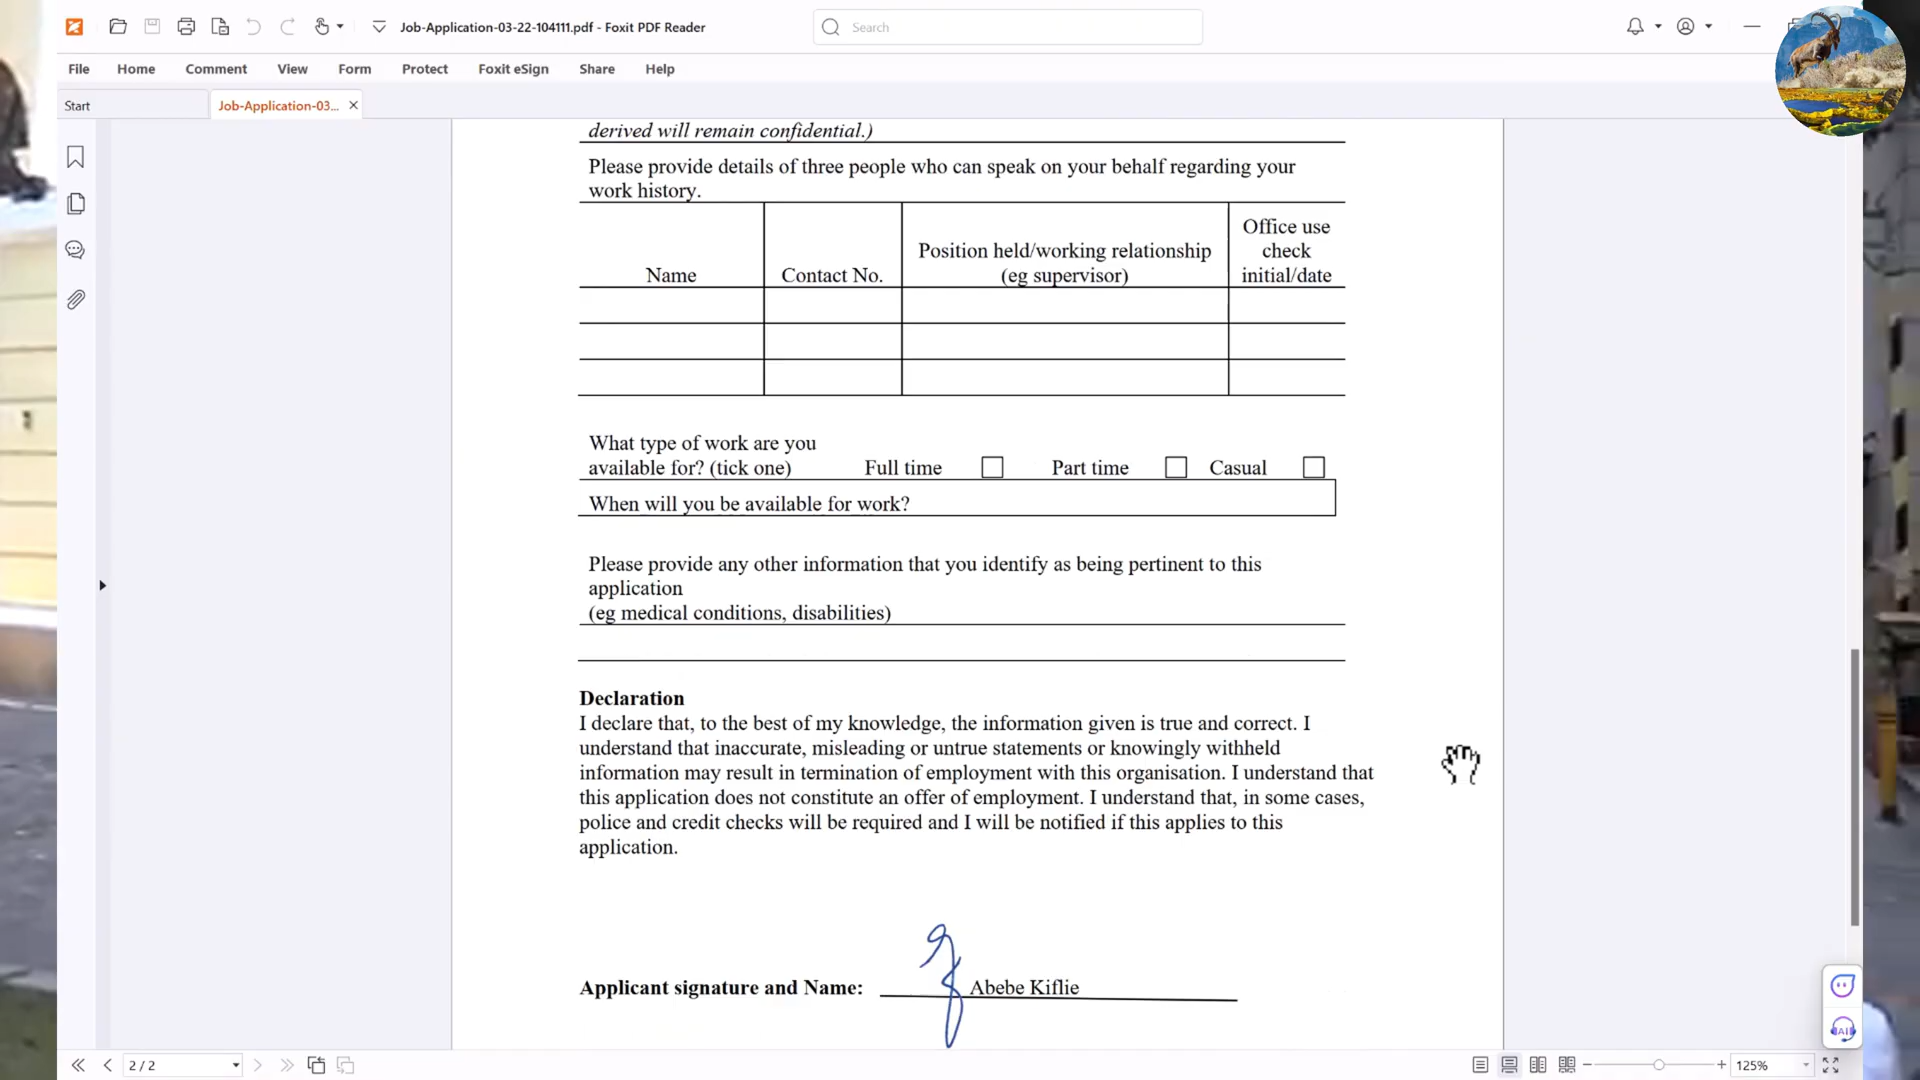 Job-Application-03-22-104111.pdf - Foxit PDF Reader
Search
File Home Comment View Form Protect Foxit eSign Share Help
Start
Job-Application-03...
derived will remain confidential.)
Please provide details of three people who can speak on your behalf regarding your
work history.
Name
Contact No.
Position held/working relationship
(eg supervisor)
Office use
check
initial/date
What type of work are you
available for? (tick one) Full time Part time Casual
When will you be available for work?
Please provide any other information that you identify as being pertinent to this
application
(eg medical conditions, disabilities)
Declaration
I declare that, to the best of my knowledge, the information given is true and correct. I
understand that inaccurate, misleading or untrue statements or knowingly withheld
information may result in termination of employment with this organisation. I understand that
this application does not constitute an offer of employment. I understand that, in some cases,
police and credit checks will be required and I will be notified if this applies to this
application.
Applicant signature and Name: Abebe Kiflie
2 / 2
125%
AI